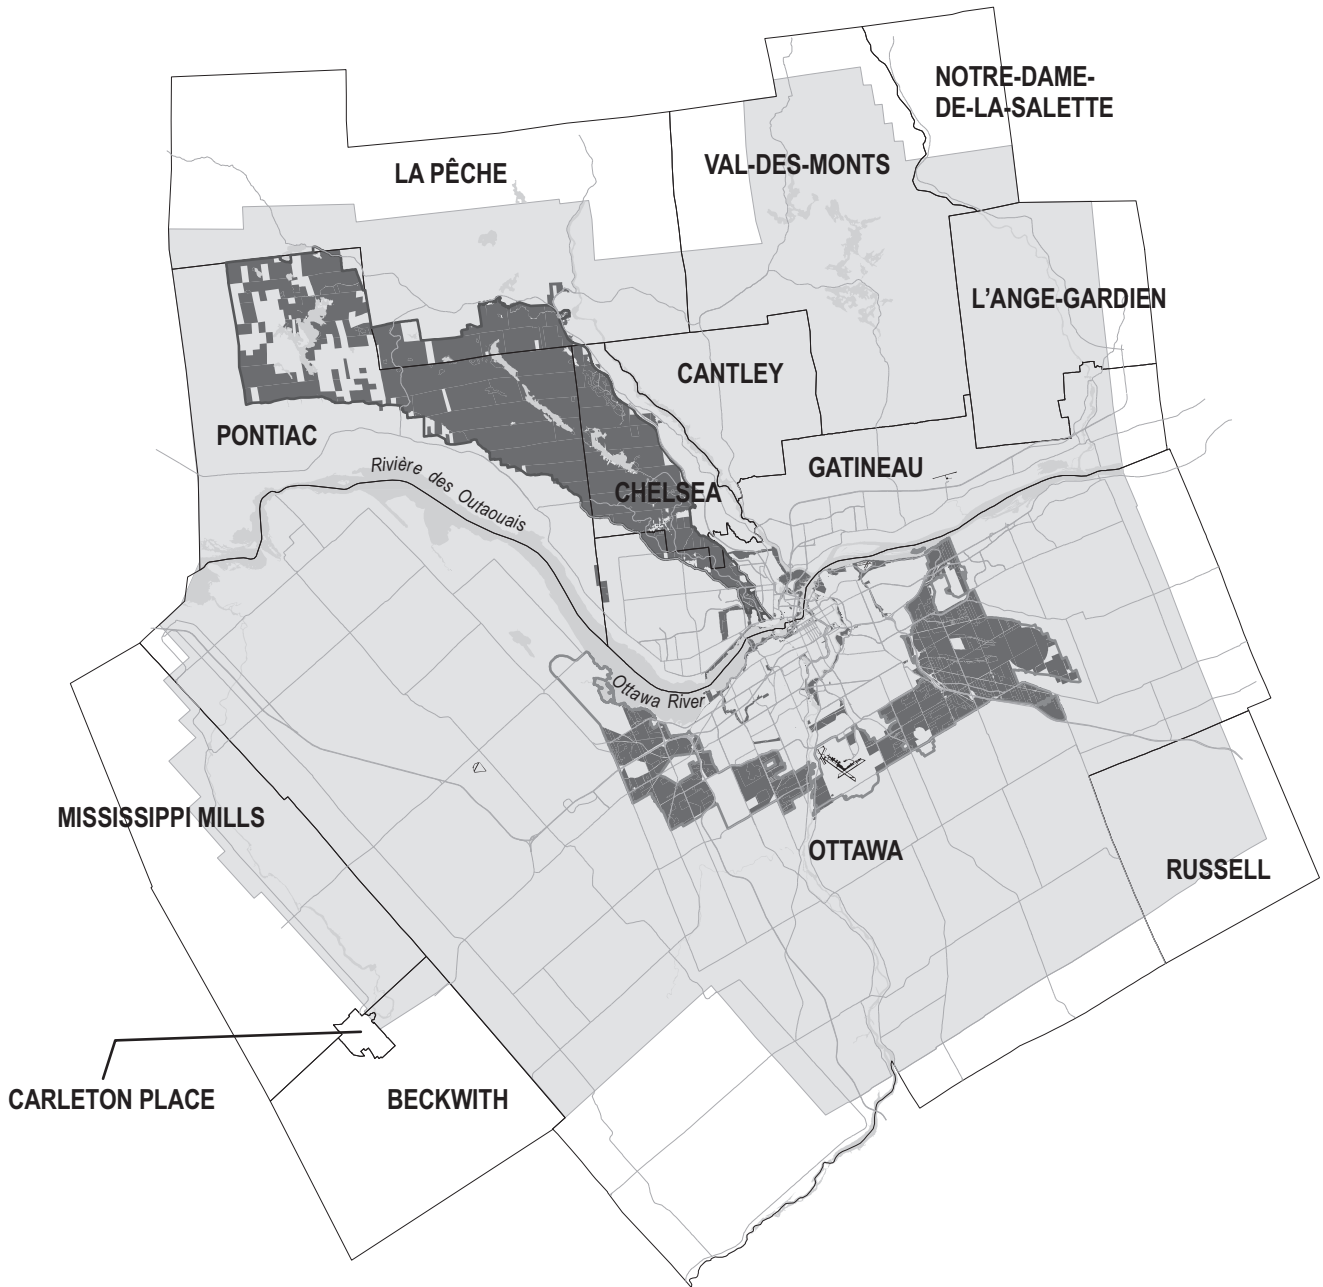 NOTRE-DAME-
DE-LA-SALETTE
LA PÊCHE
VAL-DES-MONTS
L'ANGE-GARDIEN
CANTLEY
PONTIAC
GATINEAU
Rivière des Outaouais
CHELSEA
Ottawa River
MISSISSIPPI MILLS
OTTAWA
RUSSELL
CARLETON PLACE
BECKWITH